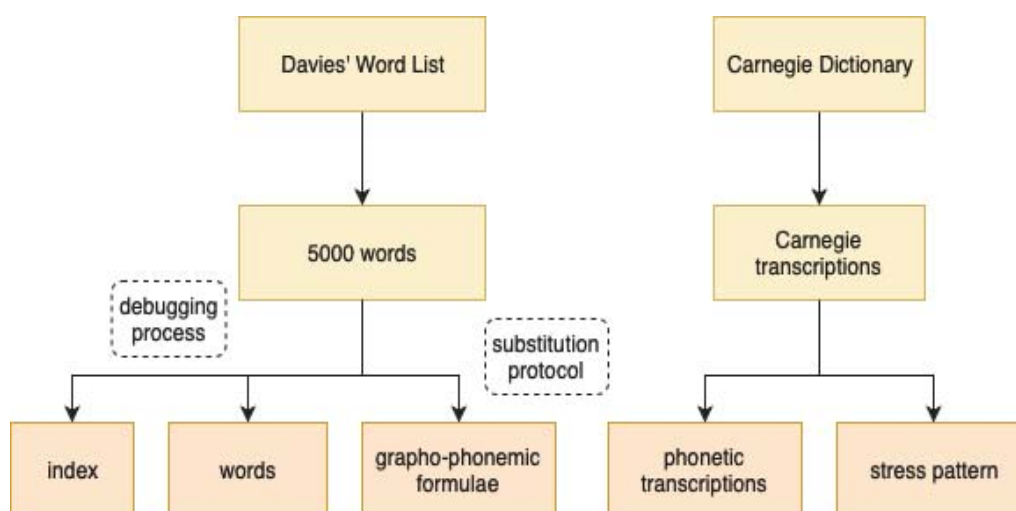 Davies' Word List
Carnegie Dictionary
5000 words
Carnegie
transcriptions
debugging
process
substitution
protocol
index
words
grapho-phonemic
formulae
phonetic
transcriptions
stress pattern